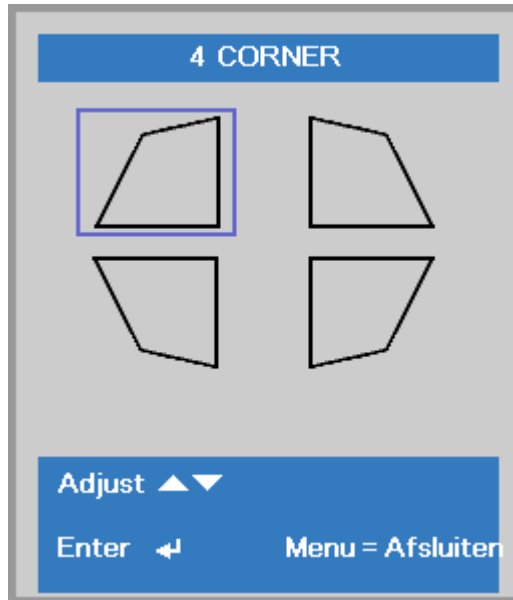 4 CORNER
Adjust ▲▼
Enter ↵
Menu = Afsluiten